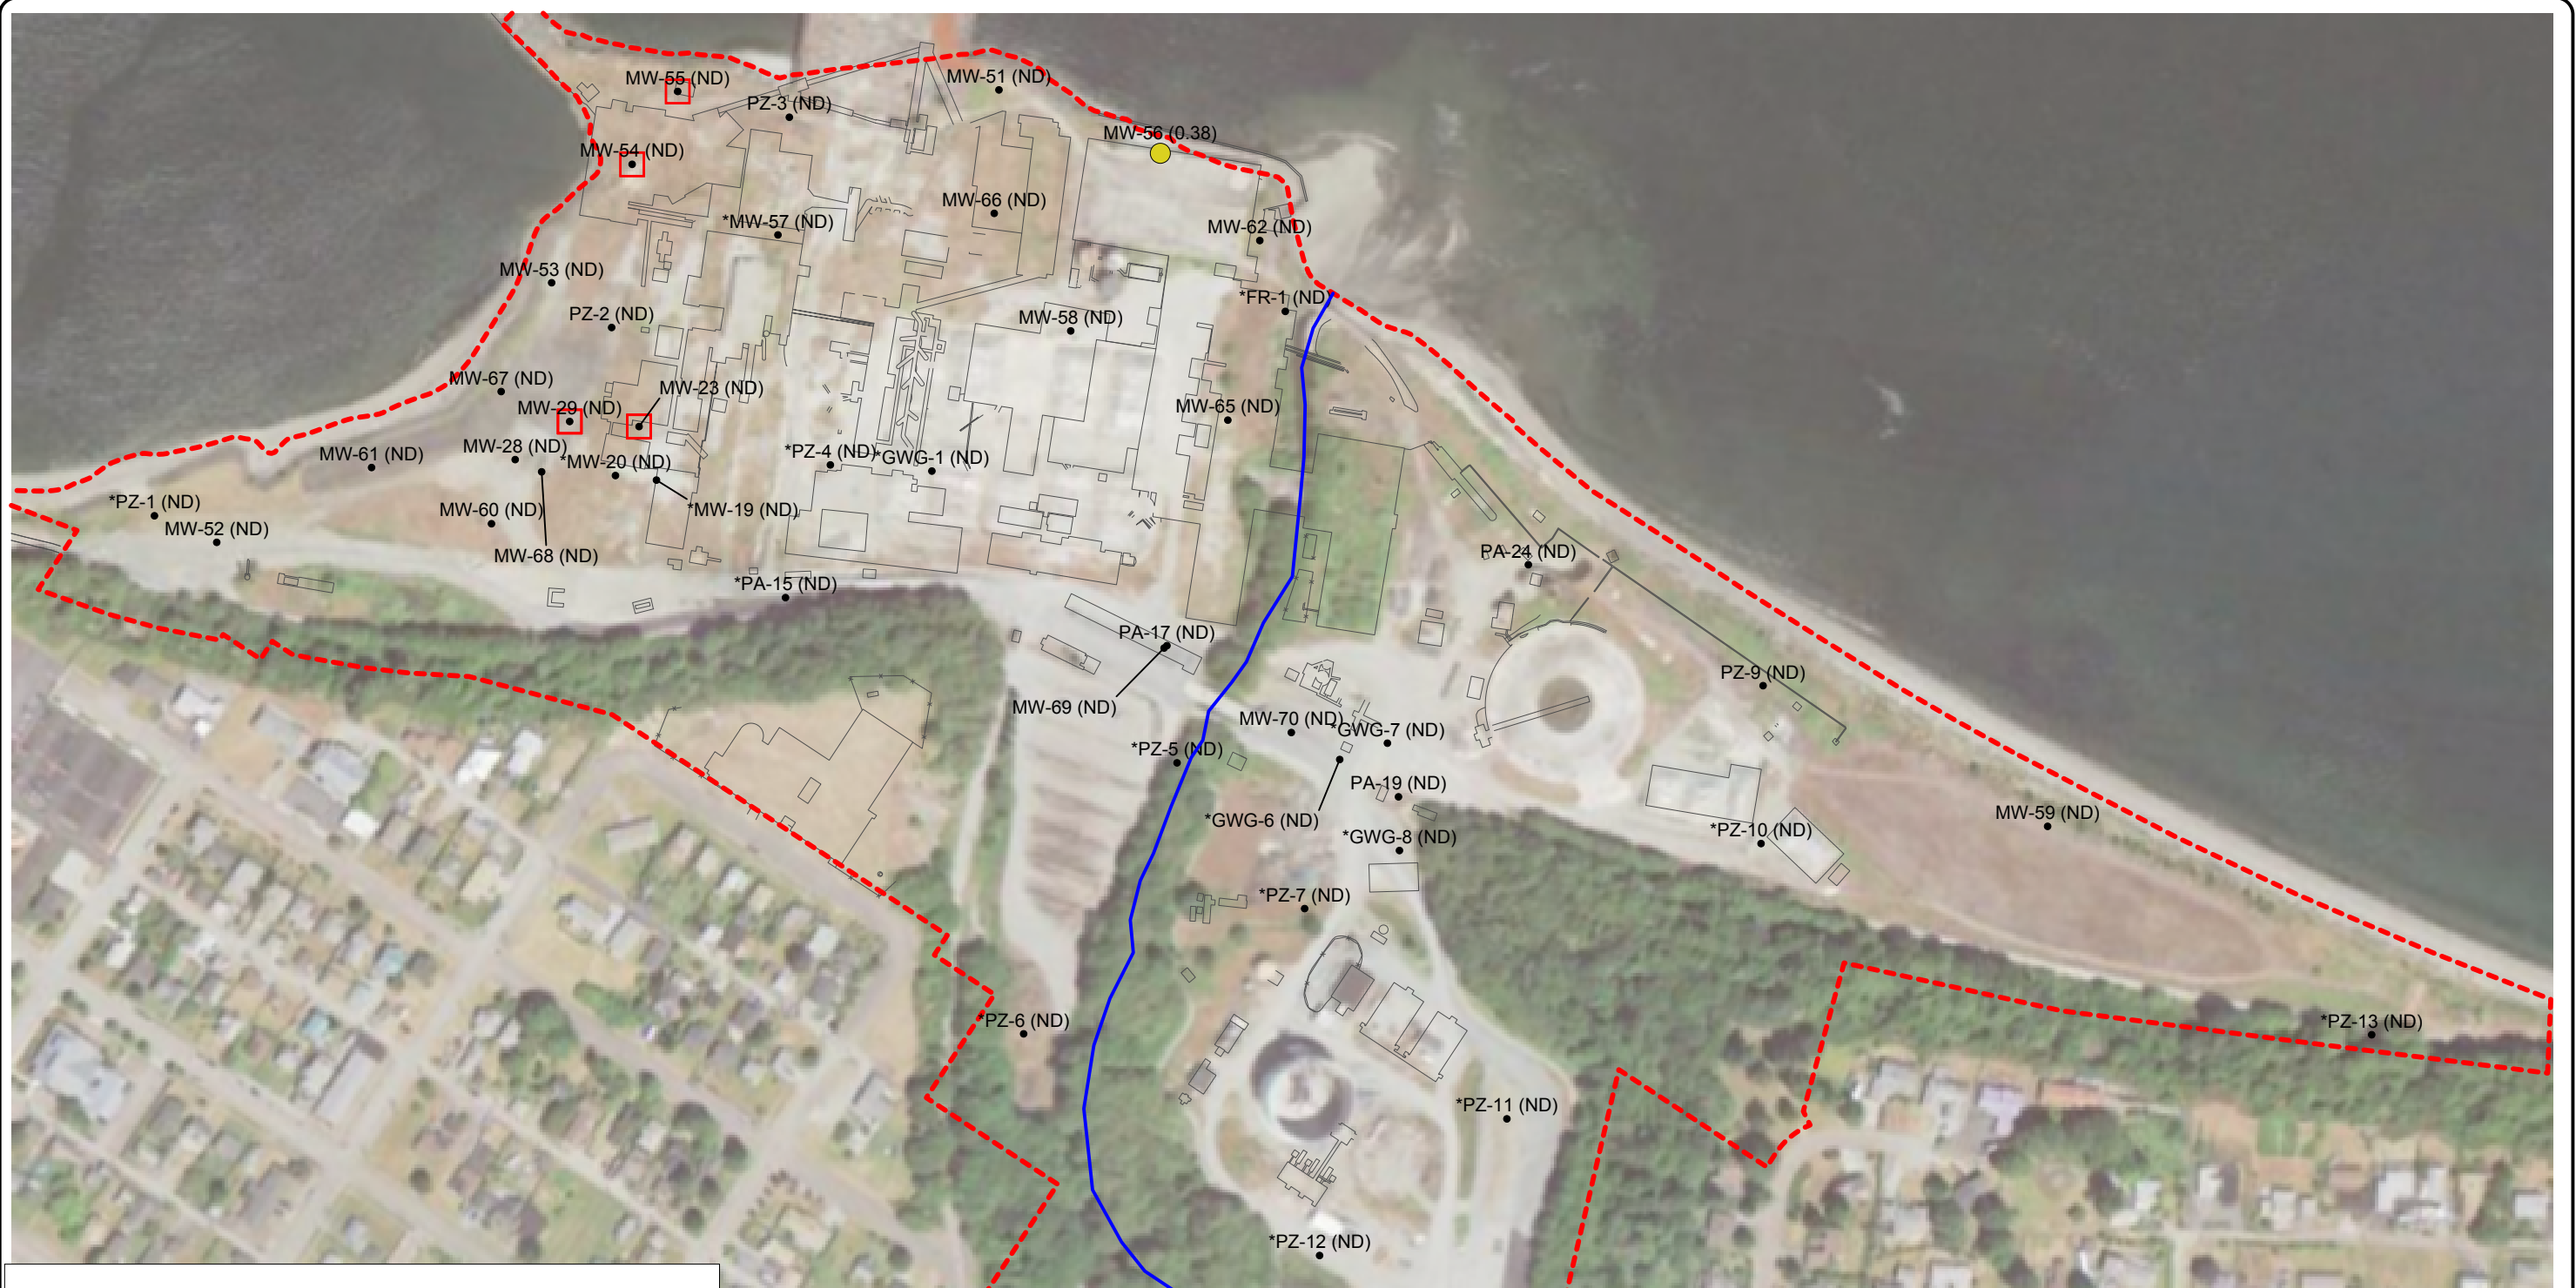 MW-55 (ND)
MW-51 (ND)
PZ-3 (ND)
MW-56 (0.38)
MW-54 (ND)
MW-66 (ND)
*MW-57 (ND)
MW-62 (ND)
MW-53 (ND)
*FR-1 (ND)
PZ-2 (ND)
MW-58 (ND)
MW-67 (ND)
MW-23 (ND)
MW-29 (ND)
MW-65 (ND)
MW-28 (ND)
MW-61 (ND)
*MW-20 (ND)
*PZ-4 (ND)
*GWG-1 (ND)
*PZ-1 (ND)
MW-60 (ND)
*MW-19 (ND)
MW-52 (ND)
MW-68 (ND)
PA-24 (ND)
*PA-15 (ND)
PA-17 (ND)
PZ-9 (ND)
MW-69 (ND)
MW-70 (ND)
*GWG-7 (ND)
*PZ-5 (ND)
PA-19 (ND)
MW-59 (ND)
*GWG-6 (ND)
*PZ-10 (ND)
*GWG-8 (ND)
*PZ-7 (ND)
*PZ-6 (ND)
*PZ-13 (ND)
*PZ-11 (ND)
*PZ-12 (ND)